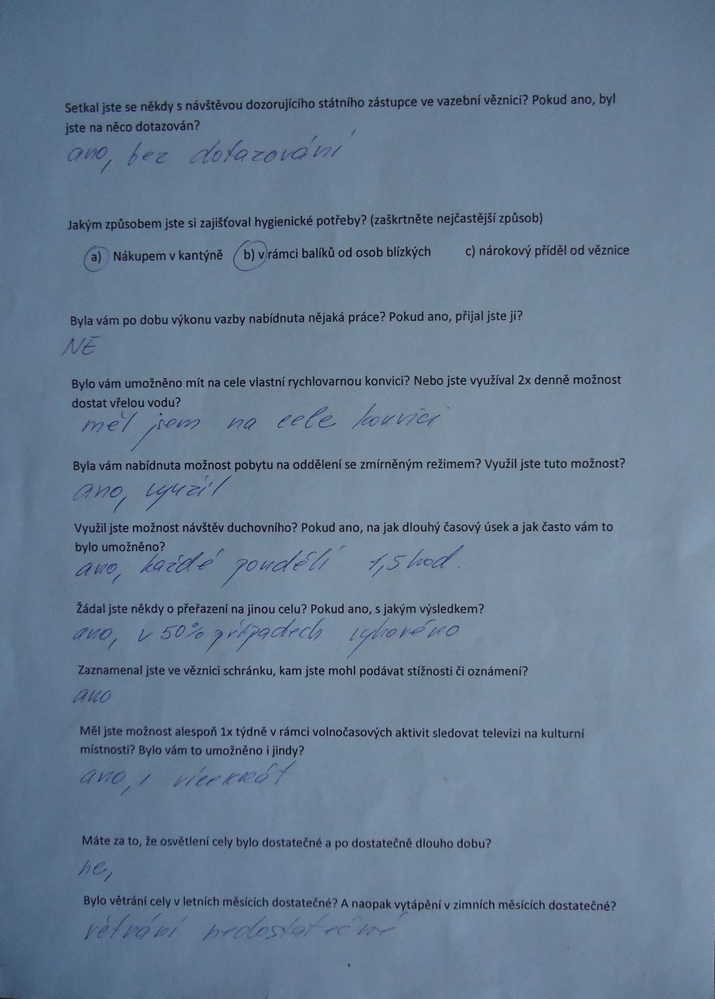 Setkal jste se někdy s návštěvou dozorujícího státního zástupce ve vazební věznici? Pokud ano, byl
jste na něco dotazován?
ano, bez dotazování
Jakým způsobem jste si zajišťoval hygienické potřeby? (zaškrtněte nejčastější způsob)
a) Nákupem v kantýně b) v rámci balíků od osob blízkých c) nárokový příděl od věznice
Byla vám po dobu výkonu vazby nabídnuta nějaká práce? Pokud ano, přijal jste ji?
NE
Bylo vám umožněno mít na cele vlastní rychlovarnou konvici? Nebo jste využíval 2x denně možnost
dostat vřelou vodu?
měl jsem na cele konvici
Byla vám nabídnuta možnost pobytu na oddělení se zmírněným režimem? Využil jste tuto možnost?
ano, využil
Využil jste možnost návštěv duchovního? Pokud ano, na jak dlouhý časový úsek a jak často vám to
bylo umožněno?
ano, každé pondělí 1,5 hod.
Žádal jste někdy o přeřazení na jinou celu? Pokud ano, s jakým výsledkem?
ano, v 50% případech vyhověno
Zaznamenal jste ve věznici schránku, kam jste mohl podávat stížnosti či oznámení?
ano
Měl jste možnost alespoň 1x týdně v rámci volnočasových aktivit sledovat televizi na kulturní
místnosti? Bylo vám to umožněno i jindy?
ano, i vícekrát
Máte za to, že osvětlení cely bylo dostatečné a po dostatečně dlouho dobu?
ne,
Bylo větrání cely v letních měsících dostatečné? A naopak vytápění v zimních měsících dostatečné?
větrání nedostatečné